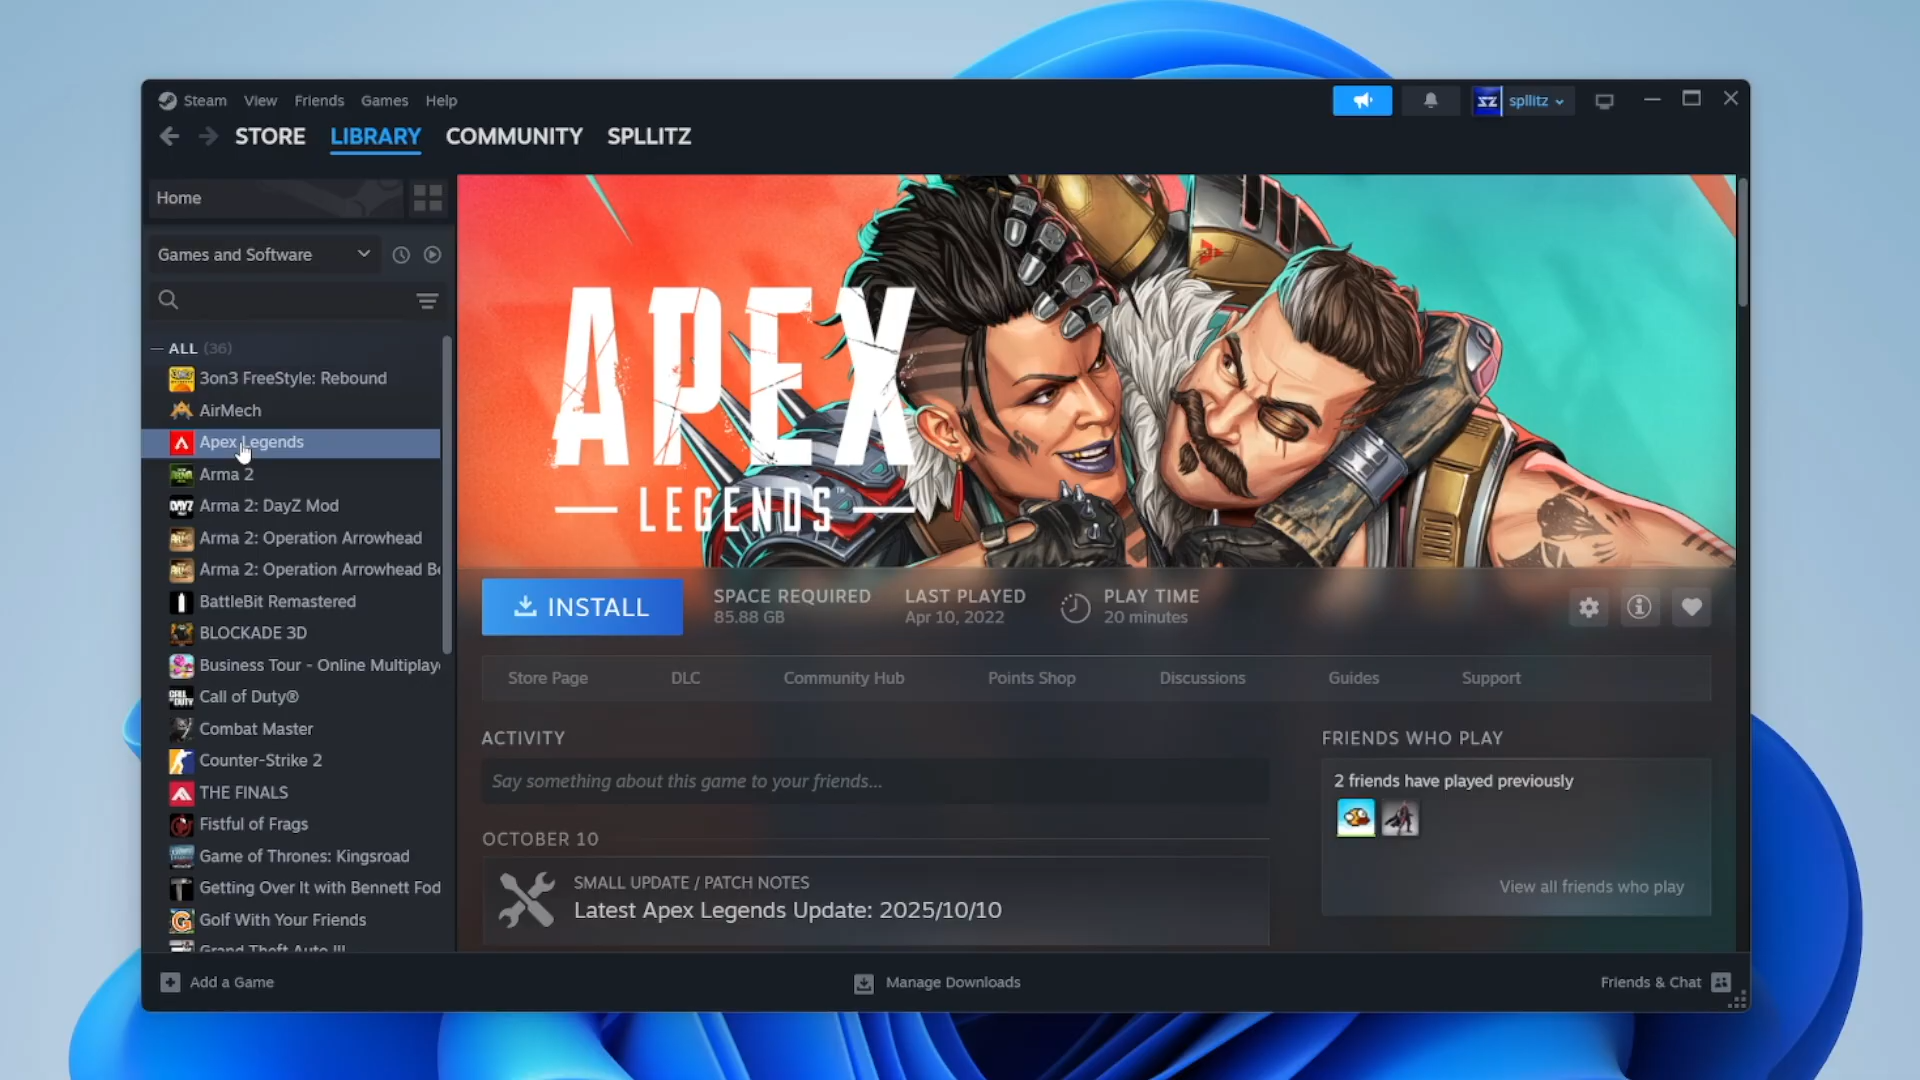 Steam View Friends Games Help
spllitz
STORE LIBRARY COMMUNITY SPLLITZ
Home
Games and Software
ALL (36)
3on3 FreeStyle: Rebound
AirMech
Apex Legends
Arma 2
Arma 2: DayZ Mod
Arma 2: Operation Arrowhead
Arma 2: Operation Arrowhead Be
BattleBit Remastered
BLOCKADE 3D
Business Tour - Online Multiplay
Call of Duty®
Combat Master
Counter-Strike 2
THE FINALS
Fistful of Frags
Game of Thrones: Kingsroad
Getting Over It with Bennett Fod
Golf With Your Friends
Grand Theft Auto III
APEX
LEGENDS™
INSTALL
SPACE REQUIRED
85.88 GB
LAST PLAYED
Apr 10, 2022
PLAY TIME
20 minutes
Store Page DLC Community Hub Points Shop Discussions Guides Support
ACTIVITY
Say something about this game to your friends...
OCTOBER 10
SMALL UPDATE / PATCH NOTES
Latest Apex Legends Update: 2025/10/10
FRIENDS WHO PLAY
2 friends have played previously
View all friends who play
Add a Game
Manage Downloads
Friends & Chat